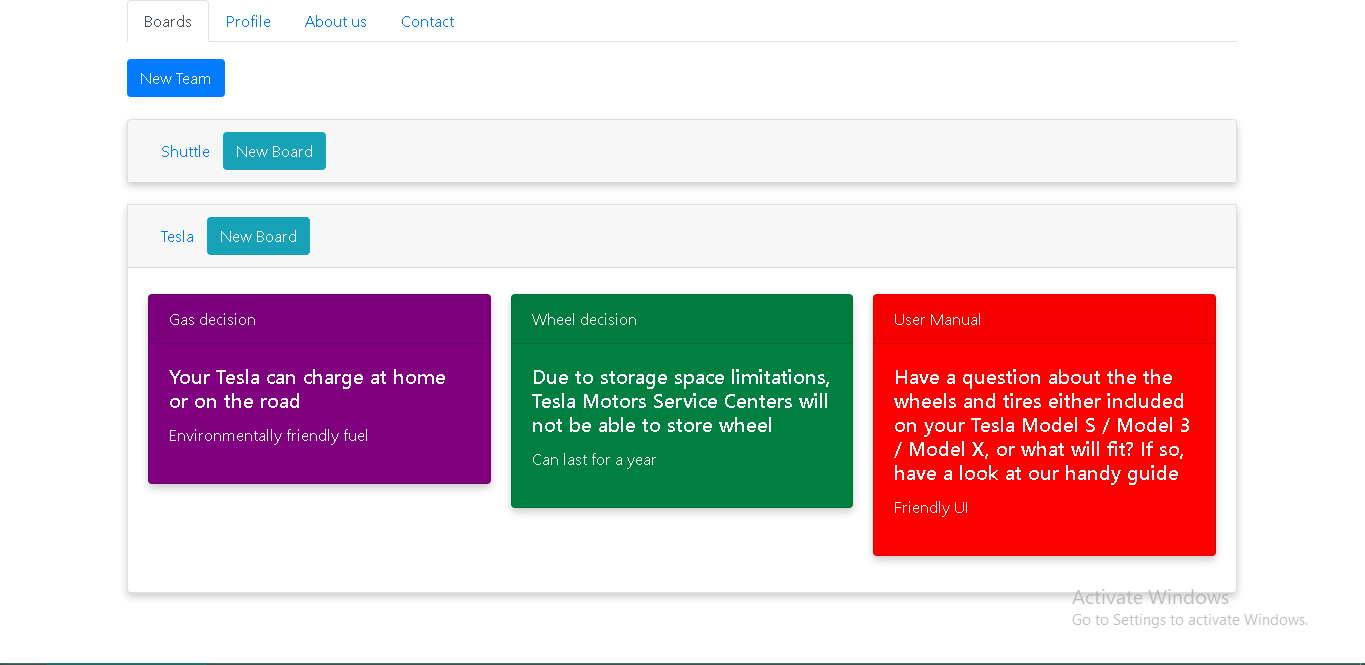 Boards Profile About us Contact
New Team
Shuttle New Board
Tesla New Board
Gas decision
Your Tesla can charge at home
or on the road
Environmentally friendly fuel
Wheel decision
Due to storage space limitations,
Tesla Motors Service Centers will
not be able to store wheel
Can last for a year
User Manual
Have a question about the the
wheels and tires either included
on your Tesla Model S / Model 3
/ Model X, or what will fit? If so,
have a look at our handy guide
Friendly UI
Activate Windows
Go to Settings to activate Windows.